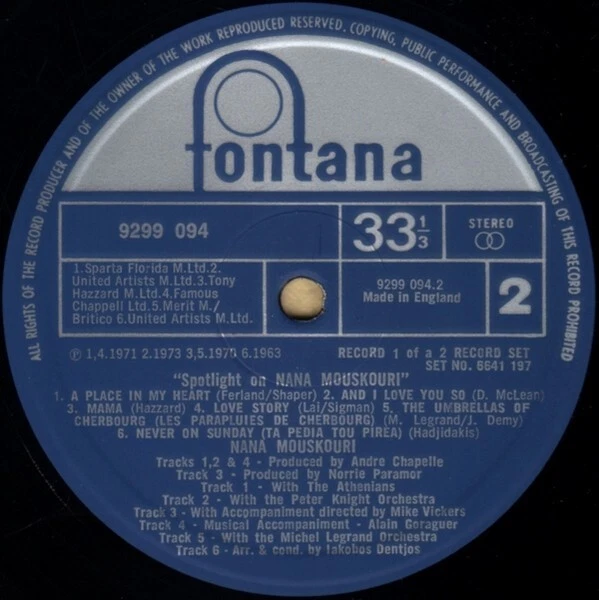 ALL RIGHTS OF THE RECORD PRODUCER AND OF THE OWNER OF THE WORK REPRODUCED RESERVED. COPYING, PUBLIC PERFORMANCE AND BROADCASTING OF THIS RECORD PROHIBITED
fontana
9299 094
33 1/3
STEREO
1.Sparta Florida M.Ltd.2.
United Artists M.Ltd.3.Tony
Hazzard M.Ltd.4.Famous
Chappell Ltd.5.Merit M./
Britico 6.United Artists M.Ltd.
9299 094.2
Made in England
2
℗ 1,4.1971 2.1973 3,5.1970 6.1963
RECORD 1 of a 2 RECORD SET
SET NO. 6641 197
"Spotlight on NANA MOUSKOURI"
1. A PLACE IN MY HEART (Ferland/Shaper) 2. AND I LOVE YOU SO (D. McLean)
3. MAMA (Hazzard) 4. LOVE STORY (Lai/Sigman) 5. THE UMBRELLAS OF
CHERBOURG (LES PARAPLUIES DE CHERBOURG) (M. Legrand/J. Demy)
6. NEVER ON SUNDAY (TA PEDIA TOU PIREA) (Hadjidakis)
NANA MOUSKOURI
Tracks 1,2 & 4 - Produced by Andre Chapelle
Track 3 - Produced by Norrie Paramor
Track 1 - With The Athenians
Track 2 - With the Peter Knight Orchestra
Track 3 - With Accompaniment directed by Mike Vickers
Track 4 - Musical Accompaniment - Alain Goraguer
Track 5 - With the Michel Legrand Orchestra
Track 6 - Arr. & cond. by Iakobos Dentjos